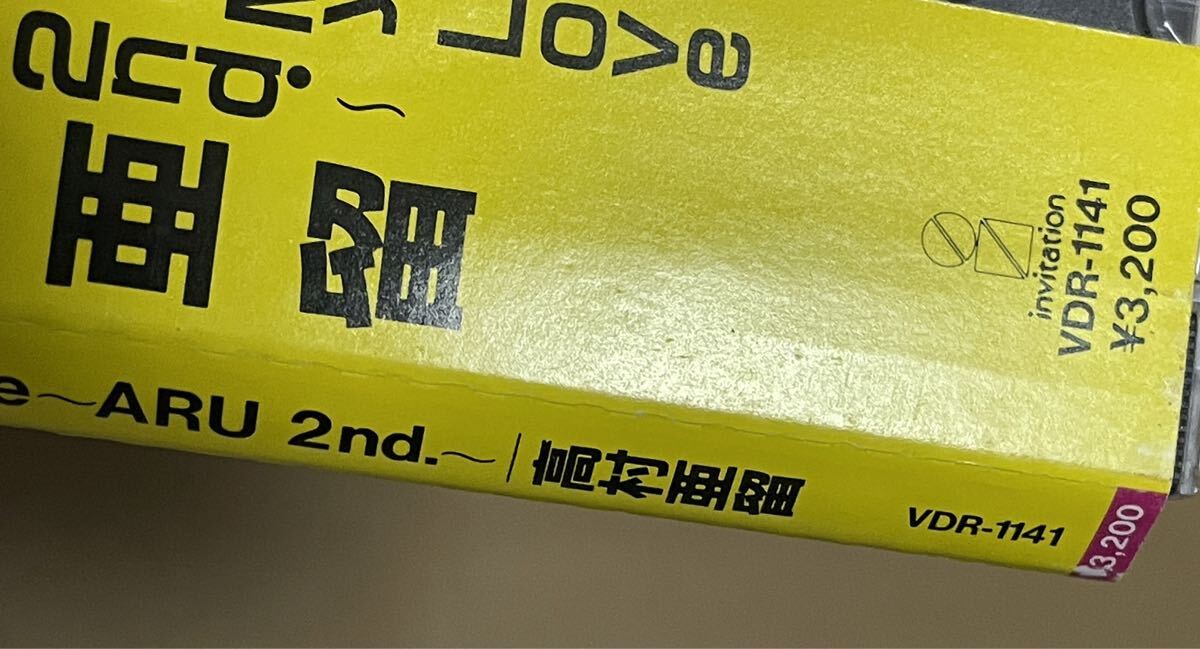 Love
2nd.~
亜留
invitation
VDR-1141
¥3,200
e~ARU 2nd.~|高村亜留
VDR-1141
¥3,200